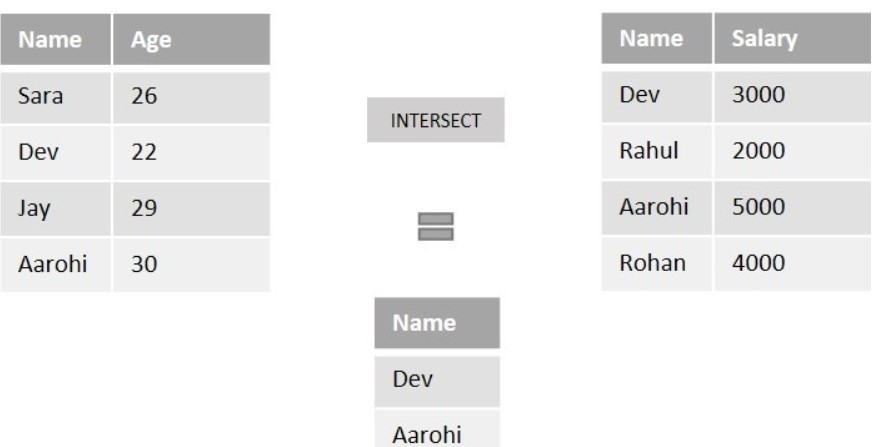 Name Age
Sara 26
Dev 22
Jay 29
Aarohi 30
INTERSECT
Name Salary
Dev 3000
Rahul 2000
Aarohi 5000
Rohan 4000
Name
Dev
Aarohi